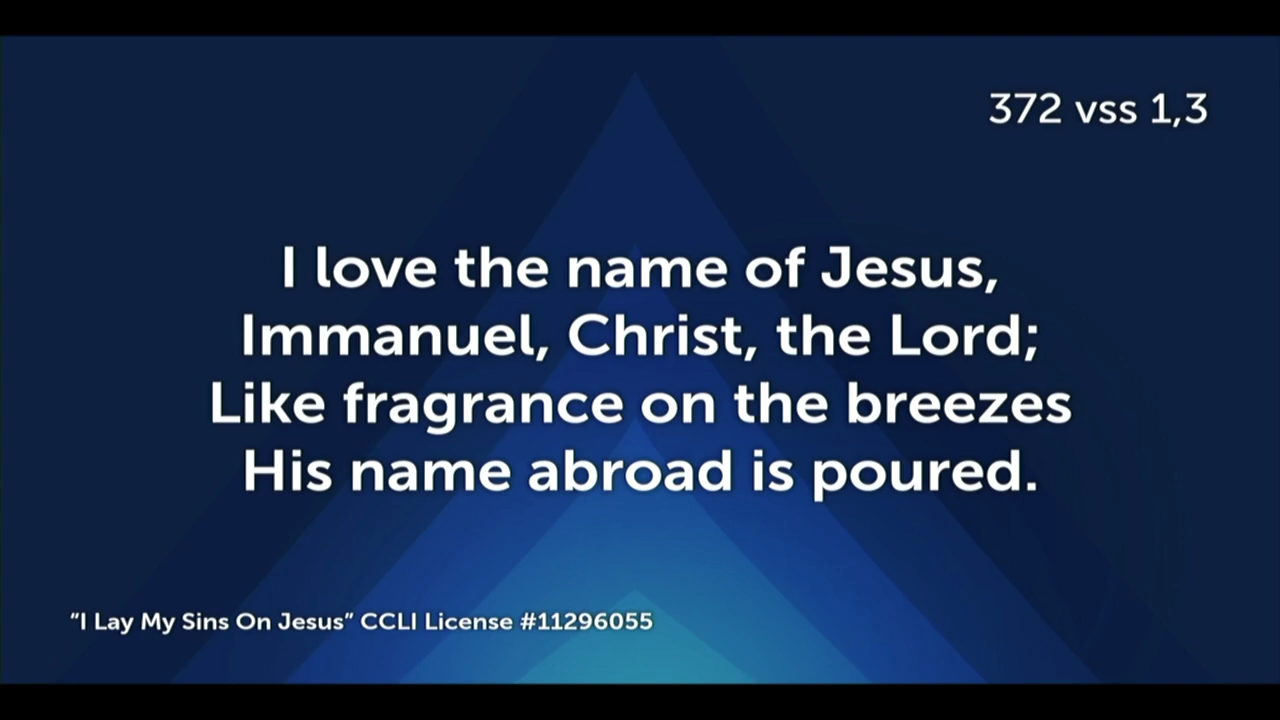 372 vss 1,3
I love the name of Jesus,
Immanuel, Christ, the Lord;
Like fragrance on the breezes
His name abroad is poured.
“I Lay My Sins On Jesus” CCLI License #11296055